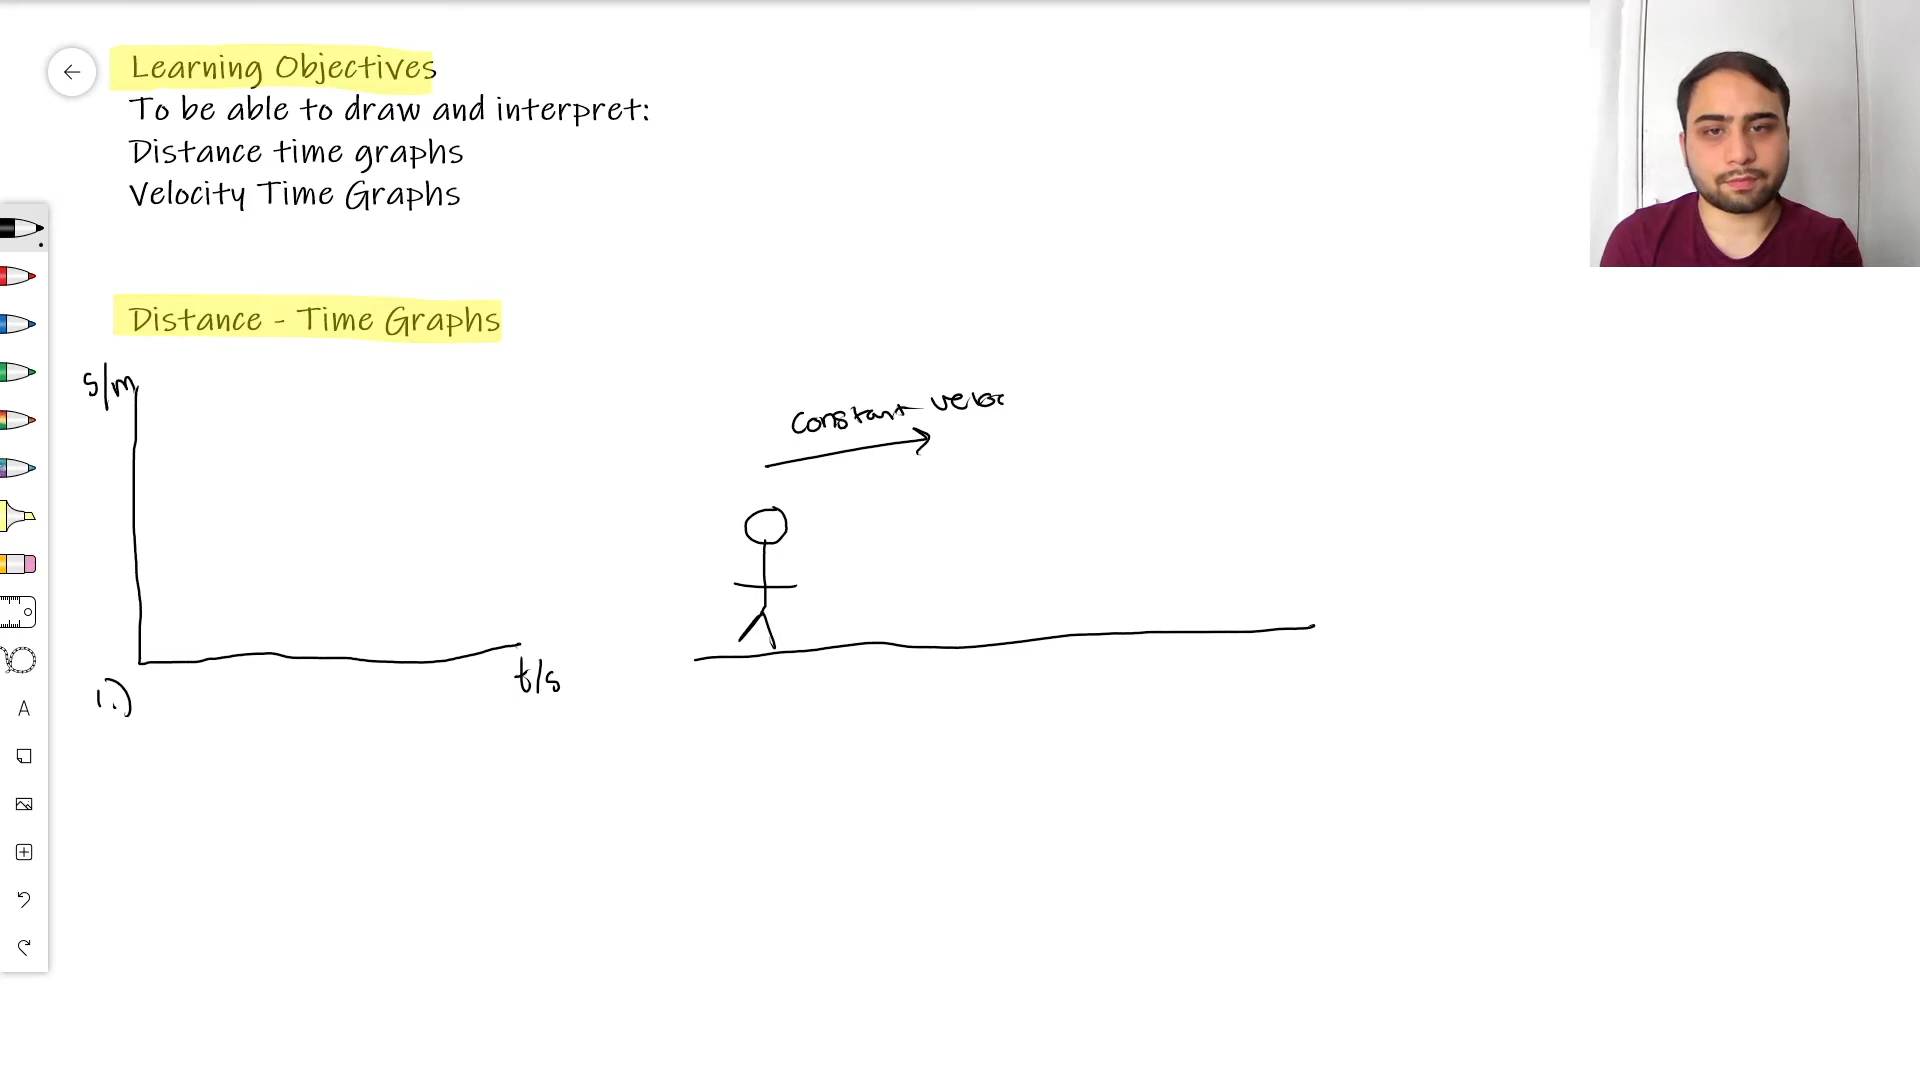 Learning Objectives
To be able to draw and interpret:
Distance time graphs
Velocity Time Graphs
Distance - Time Graphs
s/m
constant veloc
t/s
1.)
A